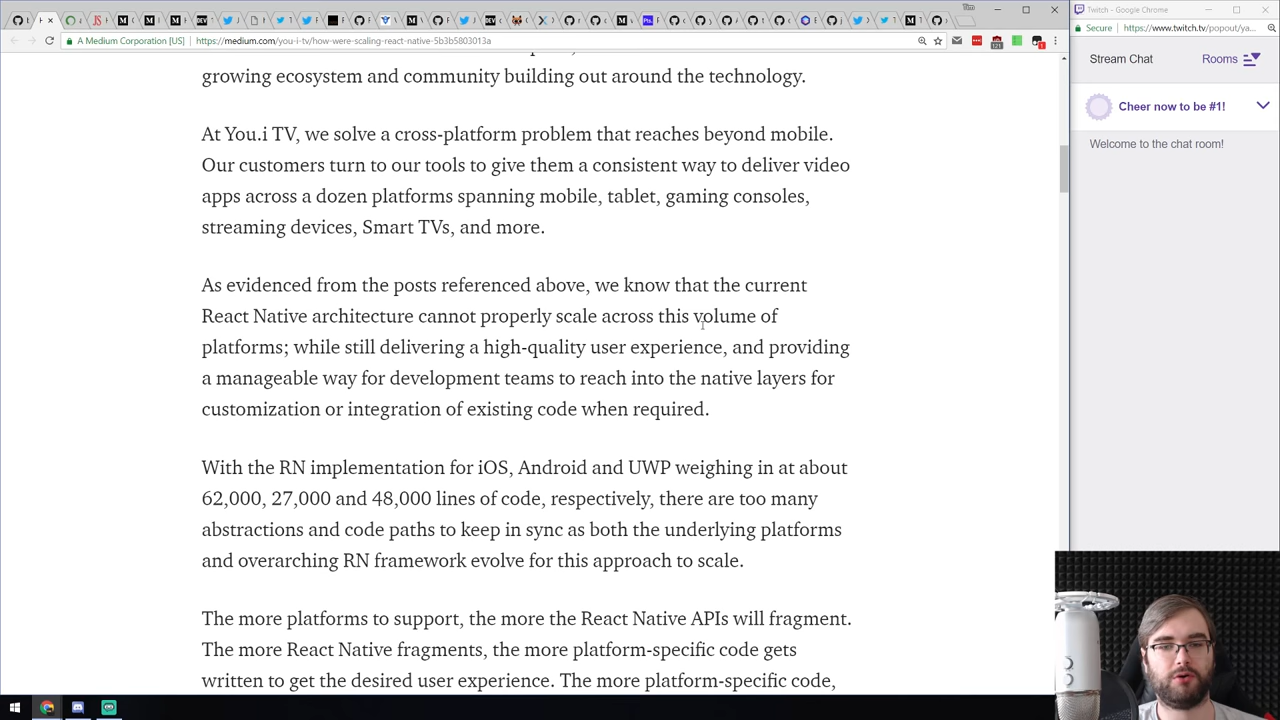 Tim
Twitch - Google Chrome
A Medium Corporation [US]
https://medium.com/you-i-tv/how-were-scaling-react-native-5b3b5803013a
121
1
Secure
https://www.twitch.tv/popout/ya...
Stream Chat
Rooms
Cheer now to be #1!
Welcome to the chat room!
growing ecosystem and community building out around the technology.
At You.i TV, we solve a cross-platform problem that reaches beyond mobile.
Our customers turn to our tools to give them a consistent way to deliver video
apps across a dozen platforms spanning mobile, tablet, gaming consoles,
streaming devices, Smart TVs, and more.
As evidenced from the posts referenced above, we know that the current
React Native architecture cannot properly scale across this volume of
platforms; while still delivering a high-quality user experience, and providing
a manageable way for development teams to reach into the native layers for
customization or integration of existing code when required.
With the RN implementation for iOS, Android and UWP weighing in at about
62,000, 27,000 and 48,000 lines of code, respectively, there are too many
abstractions and code paths to keep in sync as both the underlying platforms
and overarching RN framework evolve for this approach to scale.
The more platforms to support, the more the React Native APIs will fragment.
The more React Native fragments, the more platform-specific code gets
written to get the desired user experience. The more platform-specific code,